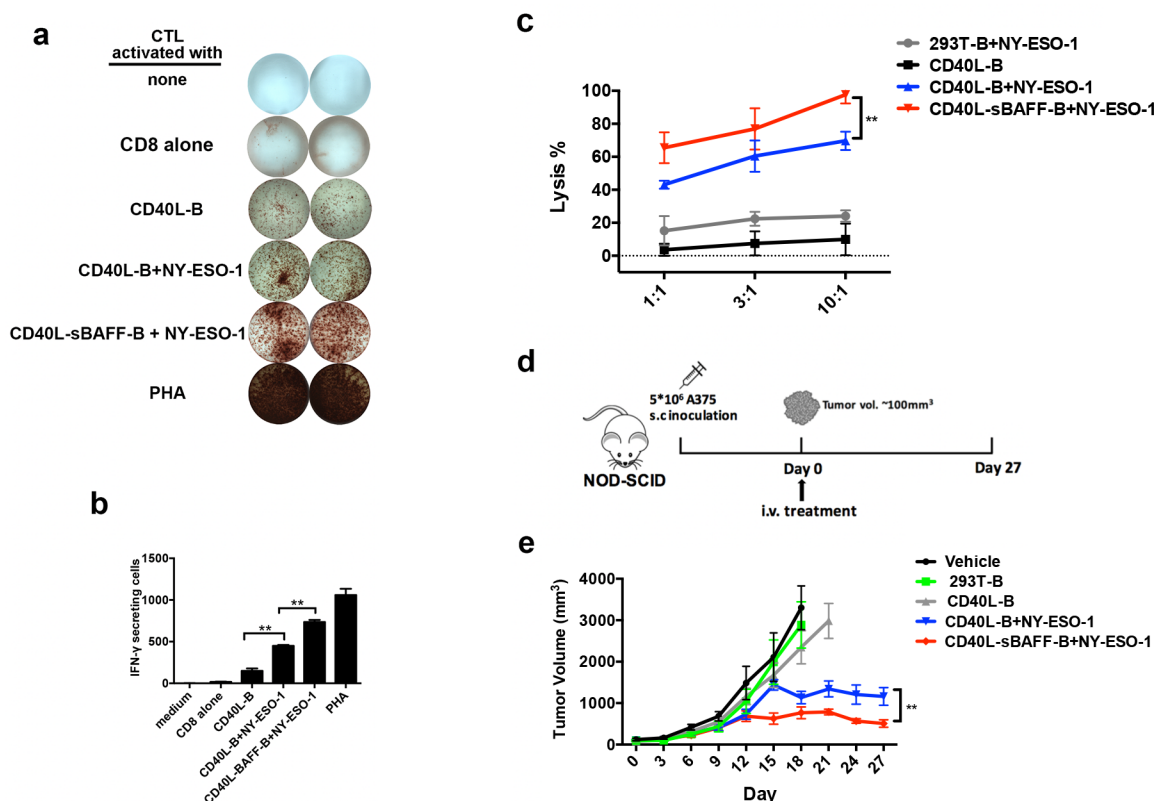 a
CTL
activated with
none
CD8 alone
CD40L-B
CD40L-B+NY-ESO-1
CD40L-sBAFF-B + NY-ESO-1
PHA
b
IFN-γ secreting cells
1500
1000
500
0
medium
CD8 alone
CD40L-B
CD40L-B+NY-ESO-1
CD40L-BAFF-B+NY-ESO-1
PHA
**
**
c
293T-B+NY-ESO-1
CD40L-B
CD40L-B+NY-ESO-1
CD40L-sBAFF-B+NY-ESO-1
Lysis %
100
80
60
40
20
0
1:1
3:1
10:1
**
d
5*10⁶ A375
s.c inoculation
Tumor vol. ~100mm³
NOD-SCID
Day 0
Day 27
i.v. treatment
e
Vehicle
293T-B
CD40L-B
CD40L-B+NY-ESO-1
CD40L-sBAFF-B+NY-ESO-1
Tumor Volume (mm³)
4000
3000
2000
1000
0
0
3
6
9
12
15
18
21
24
27
Day
**